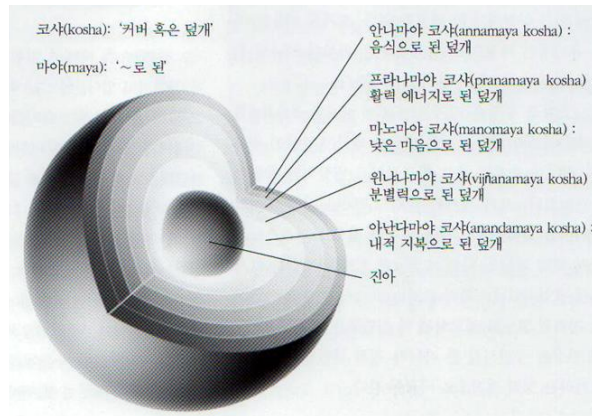 코샤(kosha): ‘커버 혹은 덮개’
마야(maya): ‘~로 된’
안나마야 코샤(annamaya kosha) :
음식으로 된 덮개
프라나마야 코샤(pranamaya kosha)
활력 에너지로 된 덮개
마노마야 코샤(manomaya kosha) :
낮은 마음으로 된 덮개
윈냐나마야 코샤(vijñanamaya kosha)
분별력으로 된 덮개
아난다마야 코샤(anandamaya kosha) :
내적 지복으로 된 덮개
진아